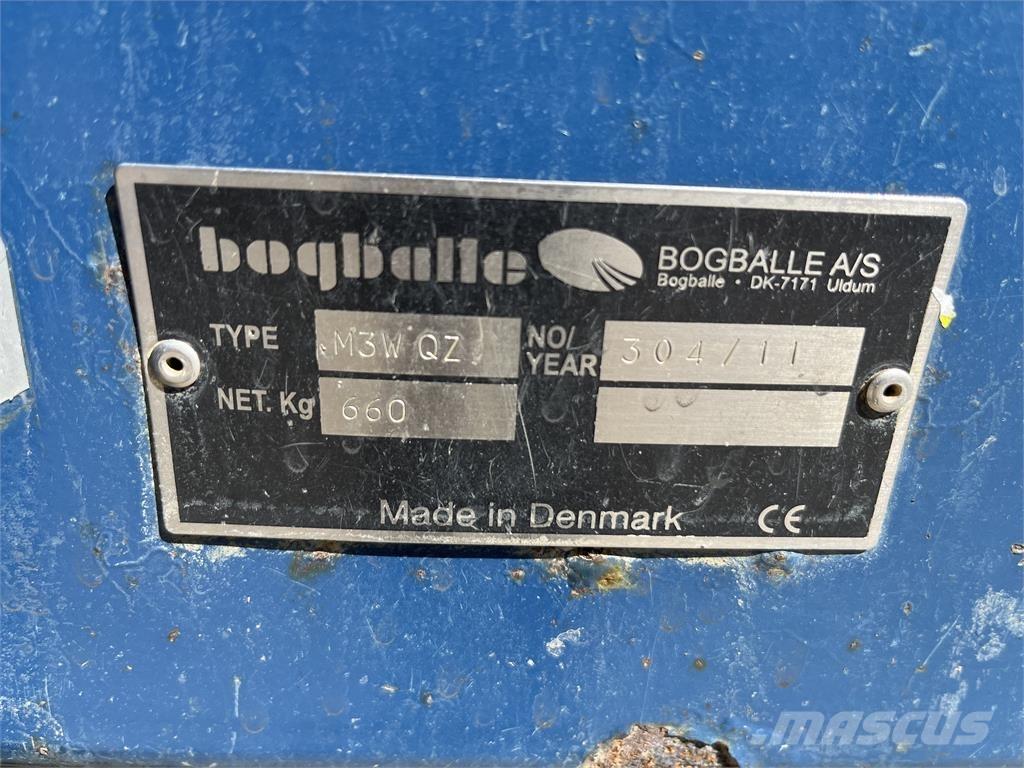 bogballe
BOGBALLE A/S
Bogballe • DK-7171 Uldum
TYPE M3W QZ
NO/YEAR 304/11
NET. Kg 660
Made in Denmark CE
MASCUS